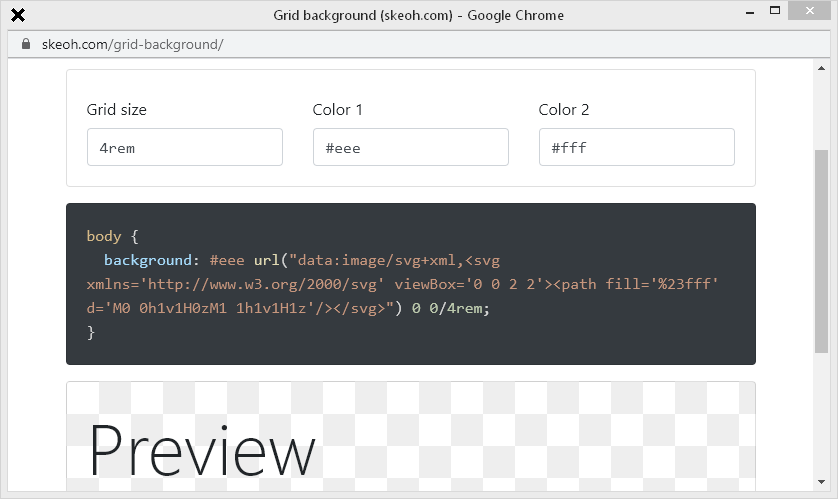 Grid background (skeoh.com) - Google Chrome
skeoh.com/grid-background/
Grid size Color 1 Color 2
4rem #eee #fff
body {
  background: #eee url("data:image/svg+xml,<svg
xmlns='http://www.w3.org/2000/svg' viewBox='0 0 2 2'><path fill='%23fff'
d='M0 0h1v1H0zM1 1h1v1H1z'/></svg>") 0 0/4rem;
}
Preview